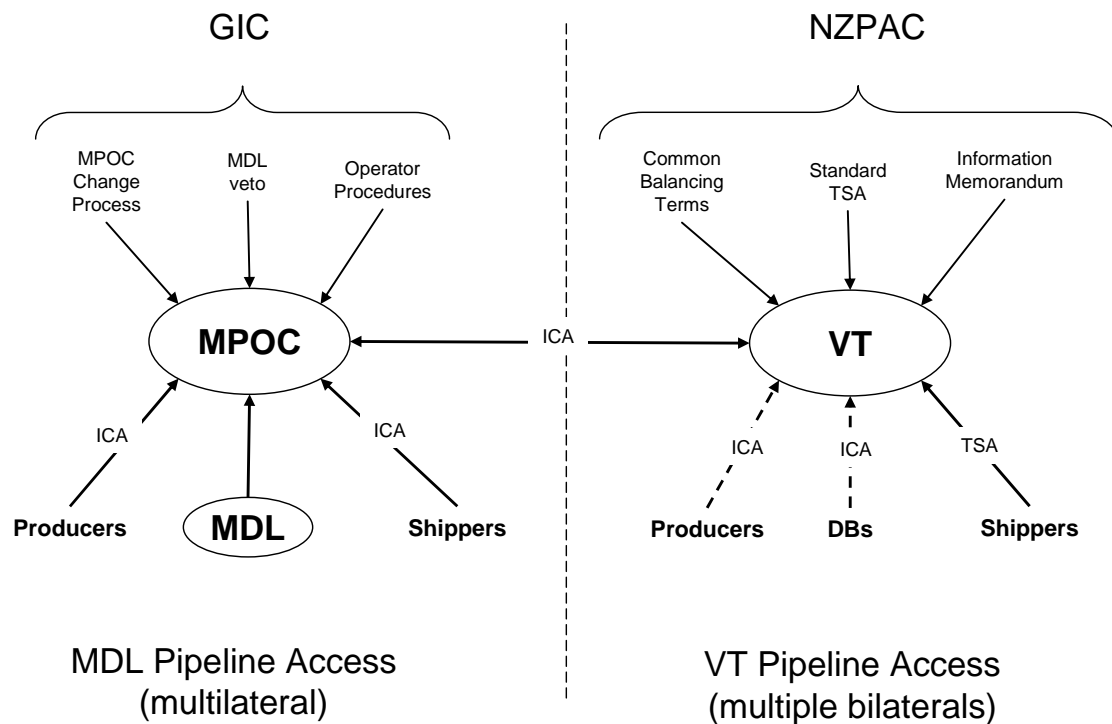 GIC
NZPAC
MPOC
Change
Process
MDL
veto
Operator
Procedures
Common
Balancing
Terms
Standard
TSA
Information
Memorandum
MPOC
ICA
VT
ICA
ICA
ICA
ICA
TSA
Producers
MDL
Shippers
Producers
DBs
Shippers
MDL Pipeline Access
(multilateral)
VT Pipeline Access
(multiple bilaterals)